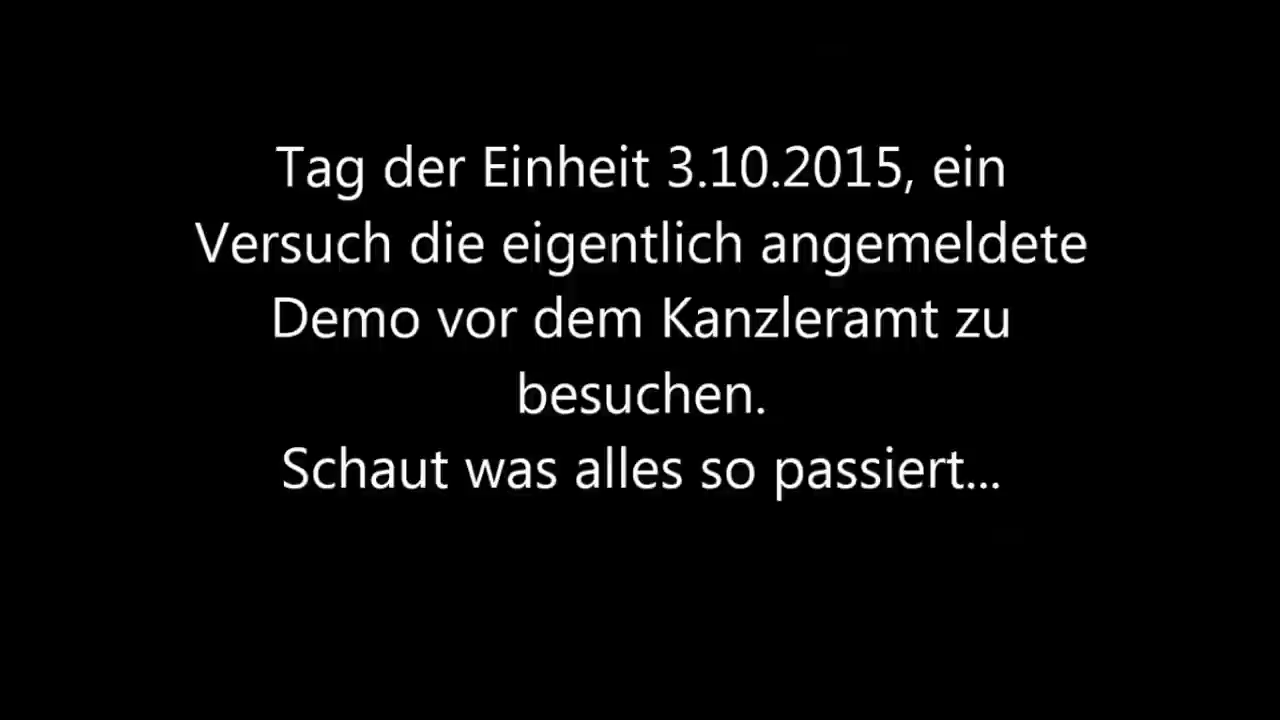 Tag der Einheit 3.10.2015, ein
Versuch die eigentlich angemeldete
Demo vor dem Kanzleramt zu
besuchen.
Schaut was alles so passiert...